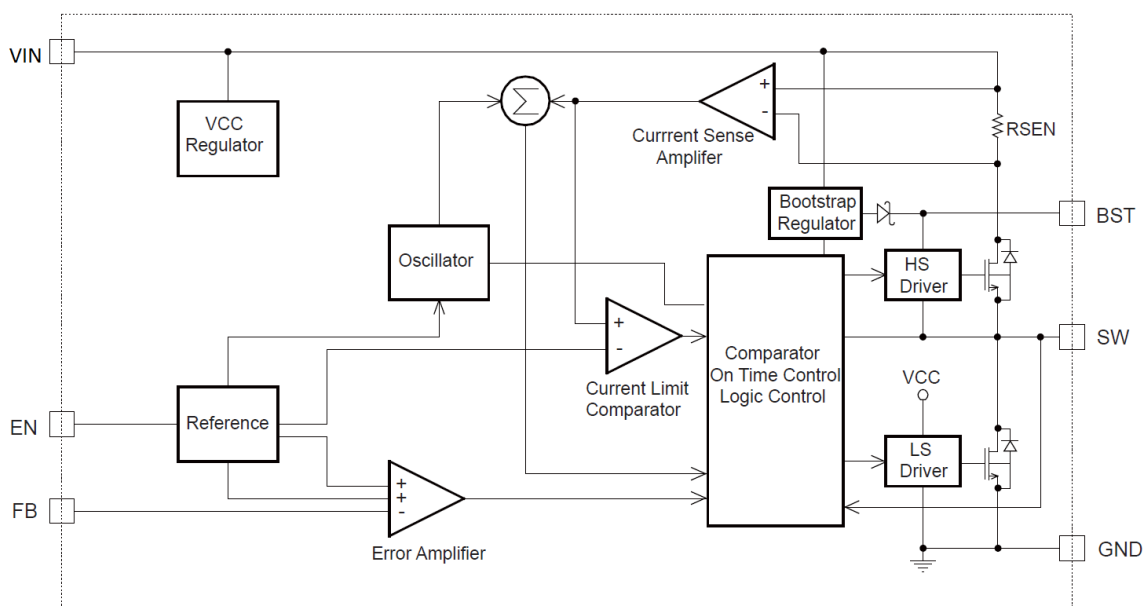 VIN
VCC
Regulator
Σ
+
-
Currrent Sense
Amplifer
RSEN
Bootstrap
Regulator
BST
Oscillator
HS
Driver
+
-
Current Limit
Comparator
Comparator
On Time Control
Logic Control
SW
VCC
EN
Reference
LS
Driver
FB
+
+
-
Error Amplifier
GND